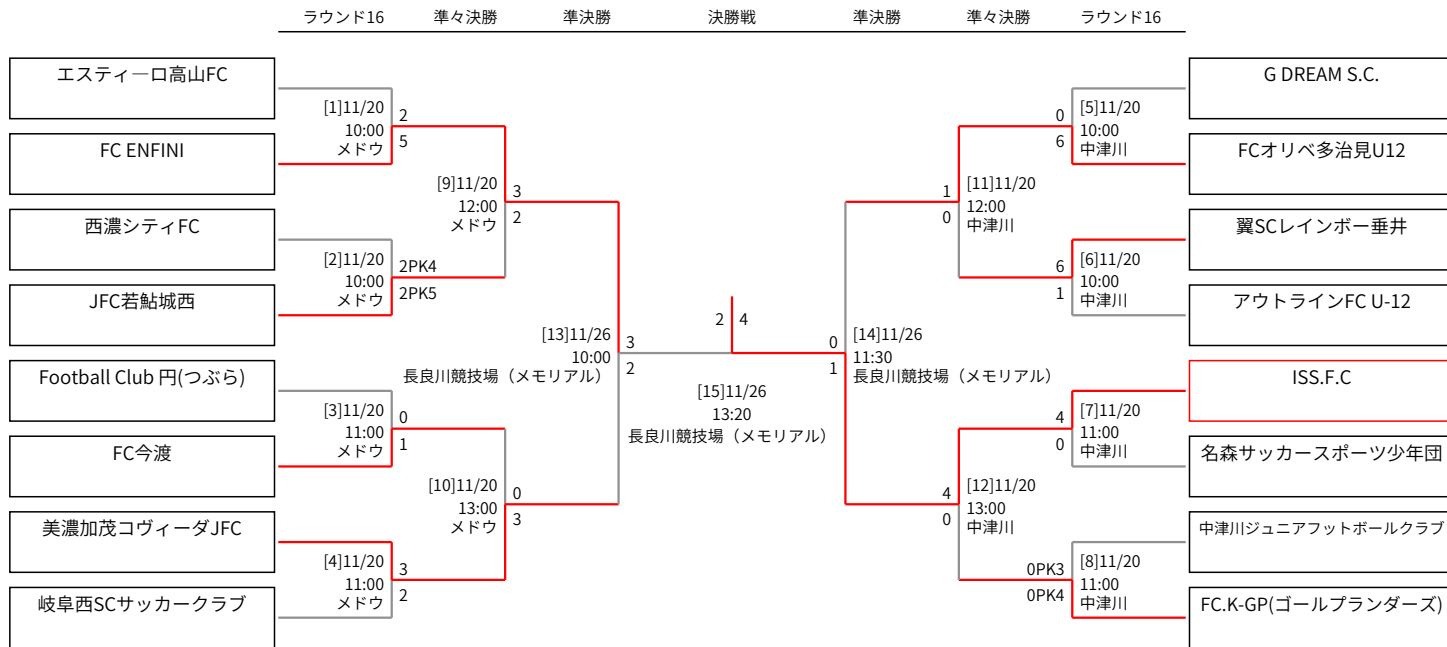 ラウンド16 準々決勝 準決勝 決勝戦 準決勝 準々決勝 ラウンド16
エスティーロ高山FC
FC ENFINI
西濃シティFC
JFC若鮎城西
Football Club 円(つぶら)
FC今渡
美濃加茂コヴィーダJFC
岐阜西SCサッカークラブ
[1]11/20
10:00
メドウ
2
5
[2]11/20
10:00
メドウ
2PK4
2PK5
[3]11/20
11:00
メドウ
0
1
[4]11/20
11:00
メドウ
3
2
[9]11/20
12:00
メドウ
3
2
[10]11/20
13:00
メドウ
0
3
[13]11/26
10:00
長良川競技場（メモリアル）
3
2
2 4
[15]11/26
13:20
長良川競技場（メモリアル）
0
1
[14]11/26
11:30
長良川競技場（メモリアル）
1
0
[11]11/20
12:00
中津川
4
0
[12]11/20
13:00
中津川
0
6
[5]11/20
10:00
中津川
6
1
[6]11/20
10:00
中津川
4
0
[7]11/20
11:00
中津川
0PK3
0PK4
[8]11/20
11:00
中津川
G DREAM S.C.
FCオリベ多治見U12
翼SCレインボー垂井
アウトラインFC U-12
ISS.F.C
名森サッカースポーツ少年団
中津川ジュニアフットボールクラブ
FC.K-GP(ゴールプランダーズ)